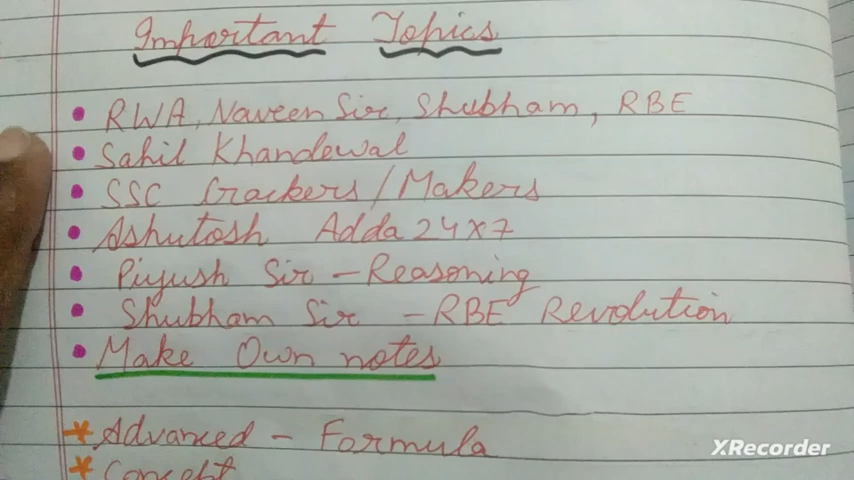 Important Topics
RWA, Naveen Sir, Shubham, RBE
Sahil Khandewal
SSC Crackers / Makers
Ashutosh Adda 24x7
Piyush Sir - Reasoning
Shubham Sir - RBE Revolution
Make Own notes
* Advanced - Formula
* Concept
XRecorder